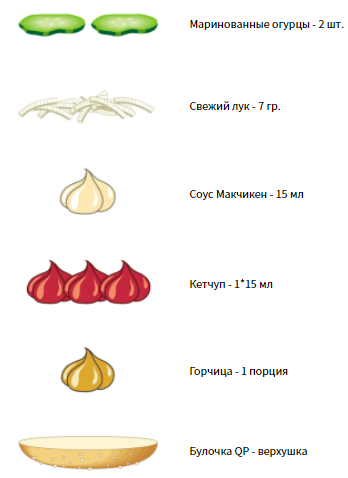 Маринованные огурцы - 2 шт.
Свежий лук - 7 гр.
Соус Макчикен - 15 мл
Кетчуп - 1*15 мл
Горчица - 1 порция
Булочка QP - верхушка